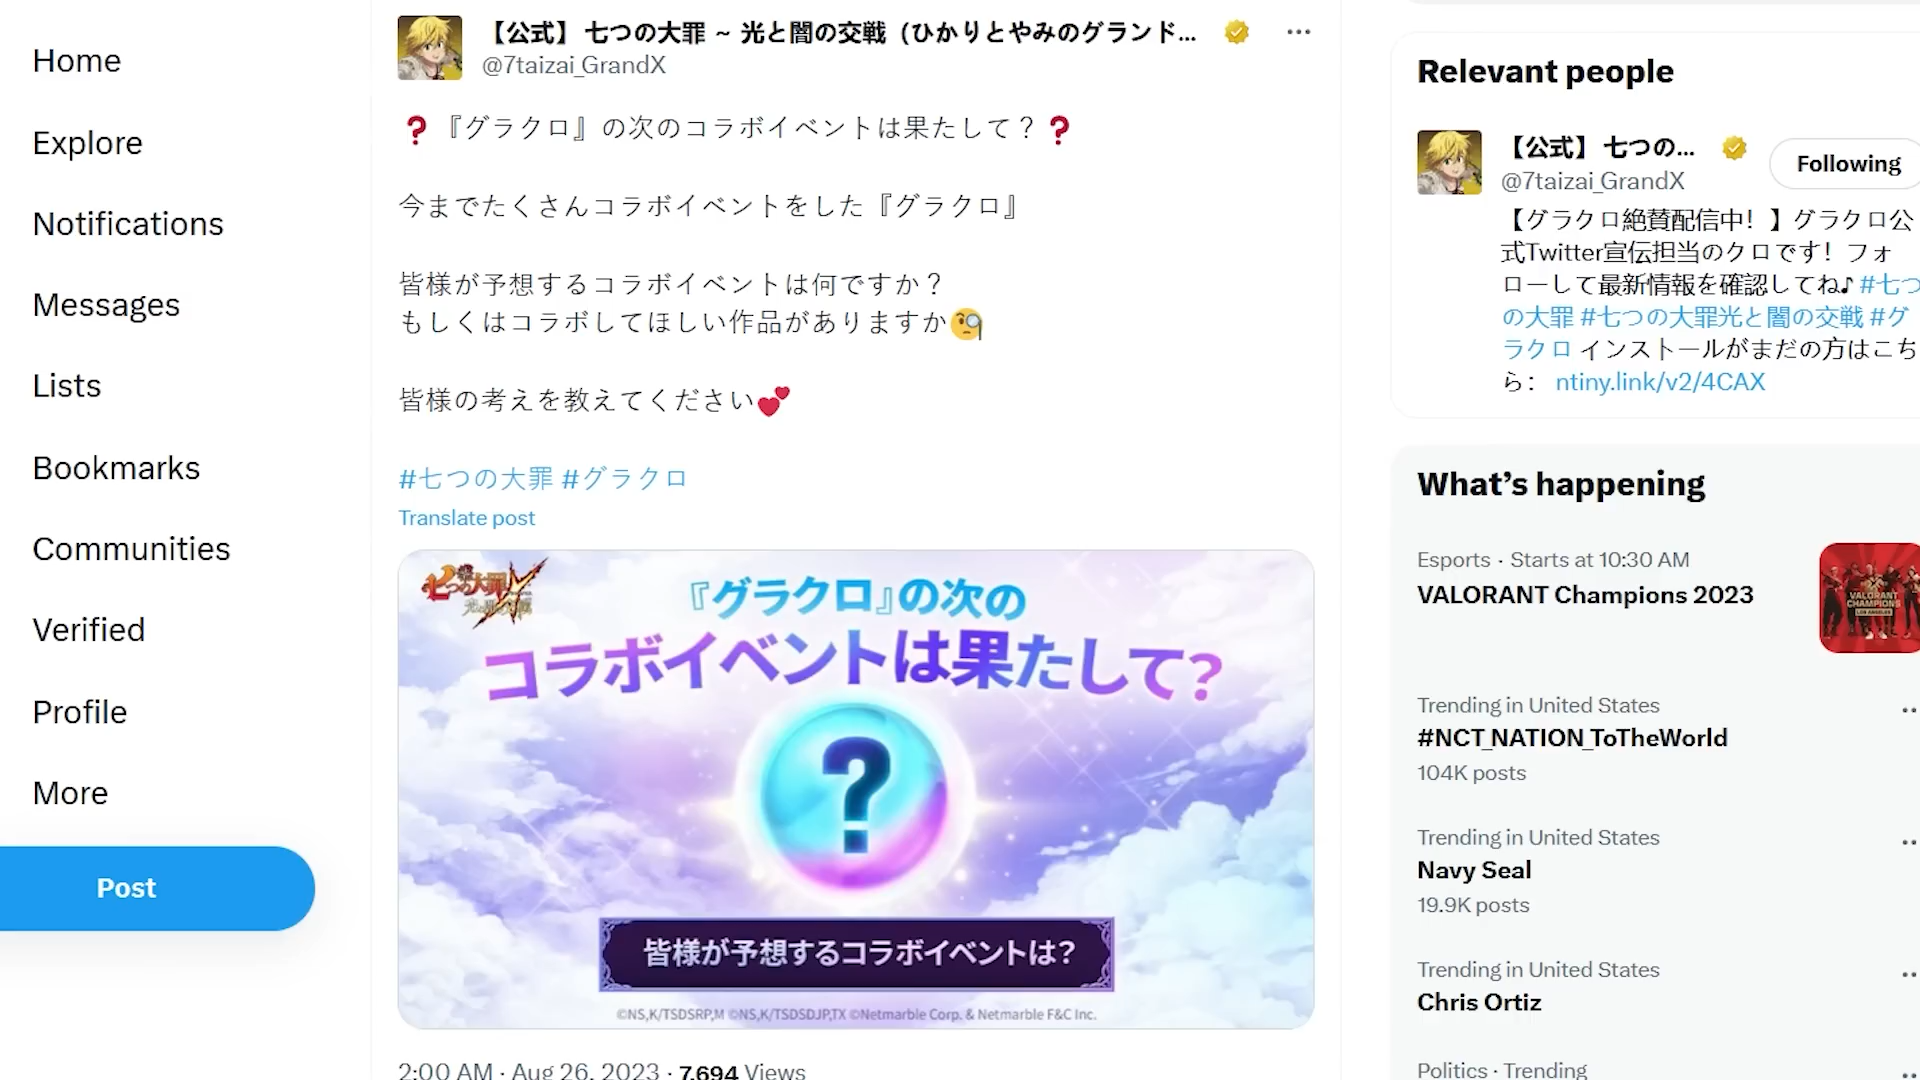 Home
Explore
Notifications
Messages
Lists
Bookmarks
Communities
Verified
Profile
More
Post
【公式】七つの大罪 ~ 光と闇の交戦（ひかりとやみのグランド...
@7taizai_GrandX
❓『グラクロ』の次のコラボイベントは果たして？❓
今までたくさんコラボイベントをした『グラクロ』
皆様が予想するコラボイベントは何ですか？
もしくはコラボしてほしい作品がありますか🧐
皆様の考えを教えてください💕
#七つの大罪 #グラクロ
Translate post
七つの大罪
『グラクロ』の次の
コラボイベントは果たして?
?
皆様が予想するコラボイベントは?
©NS,K/TSDSRP,M ©NS,K/TSDSDJP,TX ©Netmarble Corp. & Netmarble F&C Inc.
2:00 AM · Aug 26, 2023 · 7,694 Views
Relevant people
【公式】七つの...
@7taizai_GrandX
Following
【グラクロ絶賛配信中！】グラクロ公
式Twitter宣伝担当のクロです！フォ
ローして最新情報を確認してね♪ #七つ
の大罪 #七つの大罪光と闇の交戦 #グ
ラクロ インストールがまだの方はこち
ら： ntiny.link/v2/4CAX
What's happening
Esports · Starts at 10:30 AM
VALORANT Champions 2023
VALORANT
CHAMPIONS
Trending in United States
#NCT_NATION_ToTheWorld
104K posts
Trending in United States
Navy Seal
19.9K posts
Trending in United States
Chris Ortiz
Politics · Trending